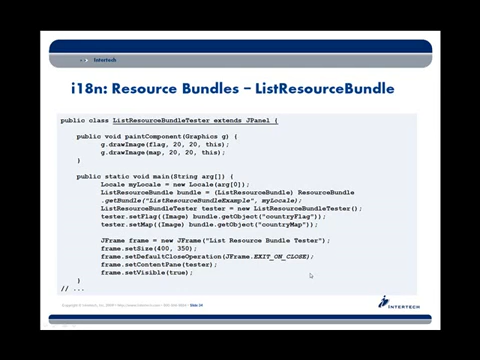 Intertech
i18n: Resource Bundles – ListResourceBundle
public class ListResourceBundleTester extends JPanel {
public void paintComponent(Graphics g) {
g.drawImage(flag, 20, 20, this);
g.drawImage(map, 20, 20, this);
}
public static void main(String arg[]) {
Locale myLocale = new Locale(arg[0]);
ListResourceBundle bundle = (ListResourceBundle) ResourceBundle
.getBundle("ListResourceBundleExample", myLocale);
ListResourceBundleTester tester = new ListResourceBundleTester();
tester.setFlag((Image) bundle.getObject("countryFlag"));
tester.setMap((Image) bundle.getObject("countryMap"));
JFrame frame = new JFrame("List Resource Bundle Tester");
frame.setSize(400, 350);
frame.setDefaultCloseOperation(JFrame.EXIT_ON_CLOSE);
frame.setContentPane(tester);
frame.setVisible(true);
}
// ...
INTERTECH